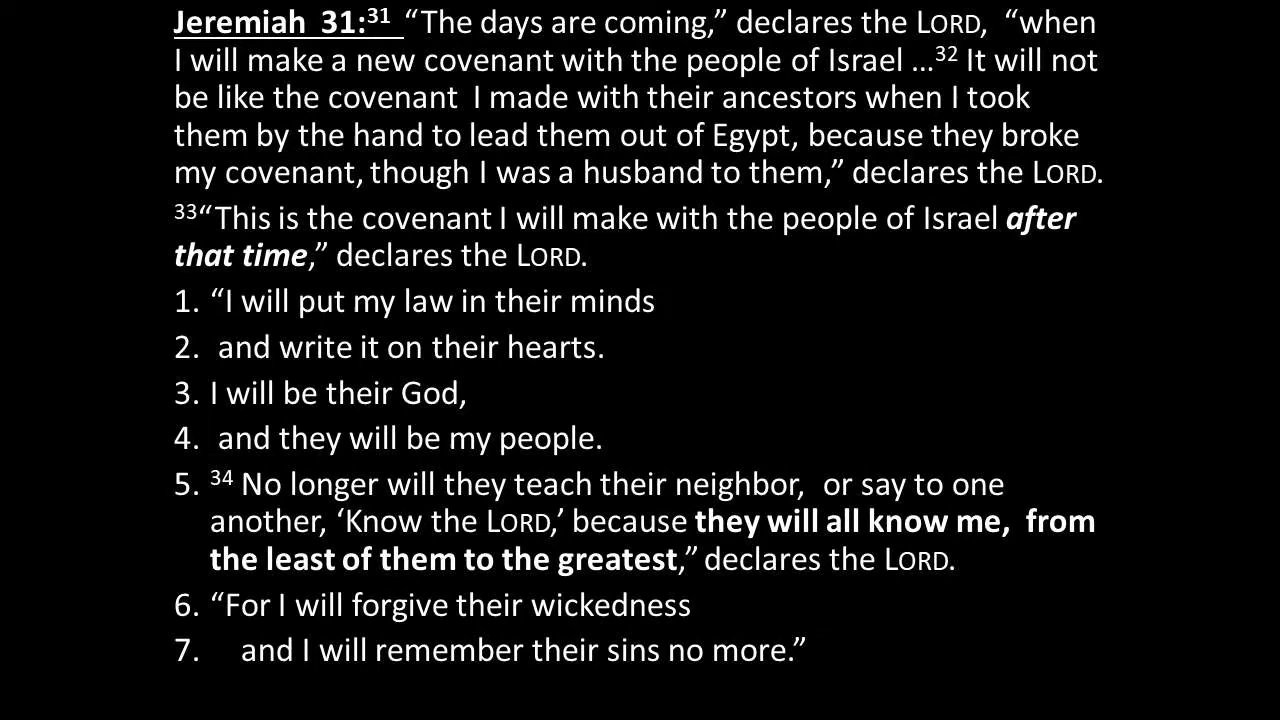 Jeremiah 31:31 “The days are coming,” declares the LORD, “when
I will make a new covenant with the people of Israel …32 It will not
be like the covenant I made with their ancestors when I took
them by the hand to lead them out of Egypt, because they broke
my covenant, though I was a husband to them,” declares the LORD.
33“This is the covenant I will make with the people of Israel after
that time,” declares the LORD.
1. “I will put my law in their minds
2. and write it on their hearts.
3. I will be their God,
4. and they will be my people.
5. 34 No longer will they teach their neighbor, or say to one
another, ‘Know the LORD,’ because they will all know me, from
the least of them to the greatest,” declares the LORD.
6. “For I will forgive their wickedness
7. and I will remember their sins no more.”